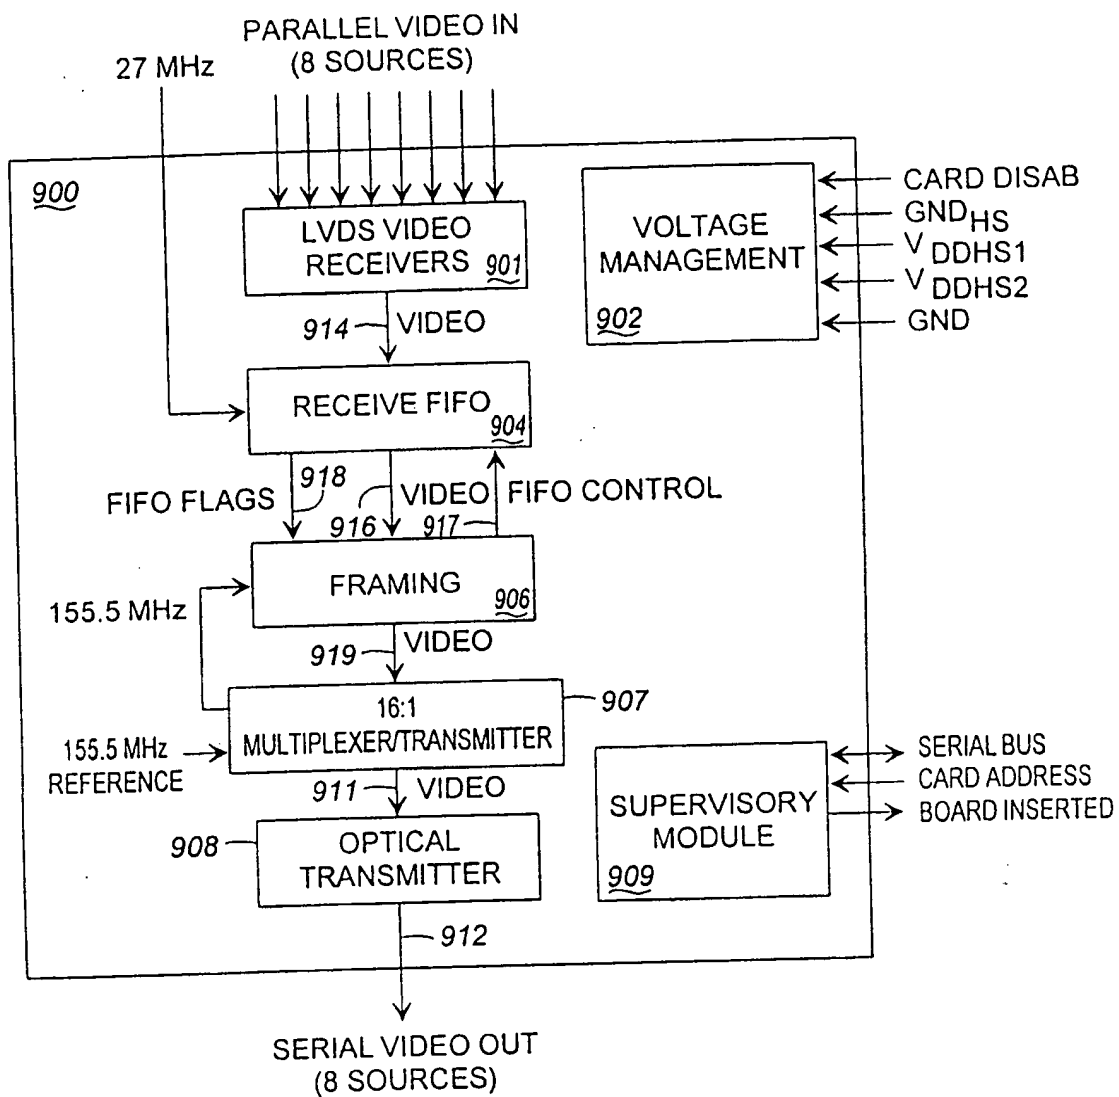 PARALLEL VIDEO IN
(8 SOURCES)
27 MHz
900
LVDS VIDEO
RECEIVERS
901
VOLTAGE
MANAGEMENT
902
CARD DISAB
GNDHS
VDDHS1
VDDHS2
GND
914
VIDEO
RECEIVE FIFO
904
FIFO FLAGS
918
916
VIDEO
917
FIFO CONTROL
FRAMING
906
155.5 MHz
919
VIDEO
16:1
MULTIPLEXER/TRANSMITTER
907
155.5 MHz
REFERENCE
911
VIDEO
OPTICAL
TRANSMITTER
908
SUPERVISORY
MODULE
909
SERIAL BUS
CARD ADDRESS
BOARD INSERTED
912
SERIAL VIDEO OUT
(8 SOURCES)